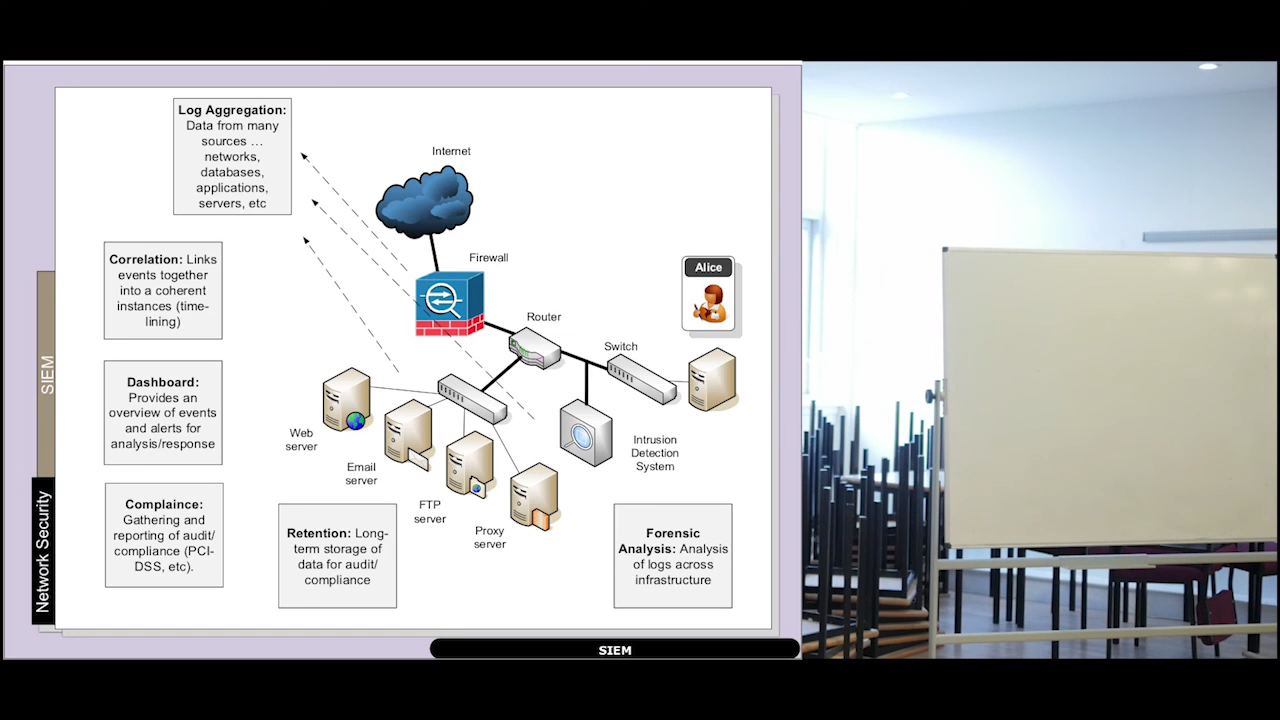 Log Aggregation:
Data from many
sources …
networks,
databases,
applications,
servers, etc
Internet
Correlation: Links
events together
into a coherent
instances (time-
lining)
Firewall
Alice
Router
Switch
Dashboard:
Provides an
overview of events
and alerts for
analysis/response
Web
server
Email
server
FTP
server
Proxy
server
Intrusion
Detection
System
Complaince:
Gathering and
reporting of audit/
compliance (PCI-
DSS, etc).
Retention: Long-
term storage of
data for audit/
compliance
Forensic
Analysis: Analysis
of logs across
infrastructure
SIEM
Network Security
SIEM